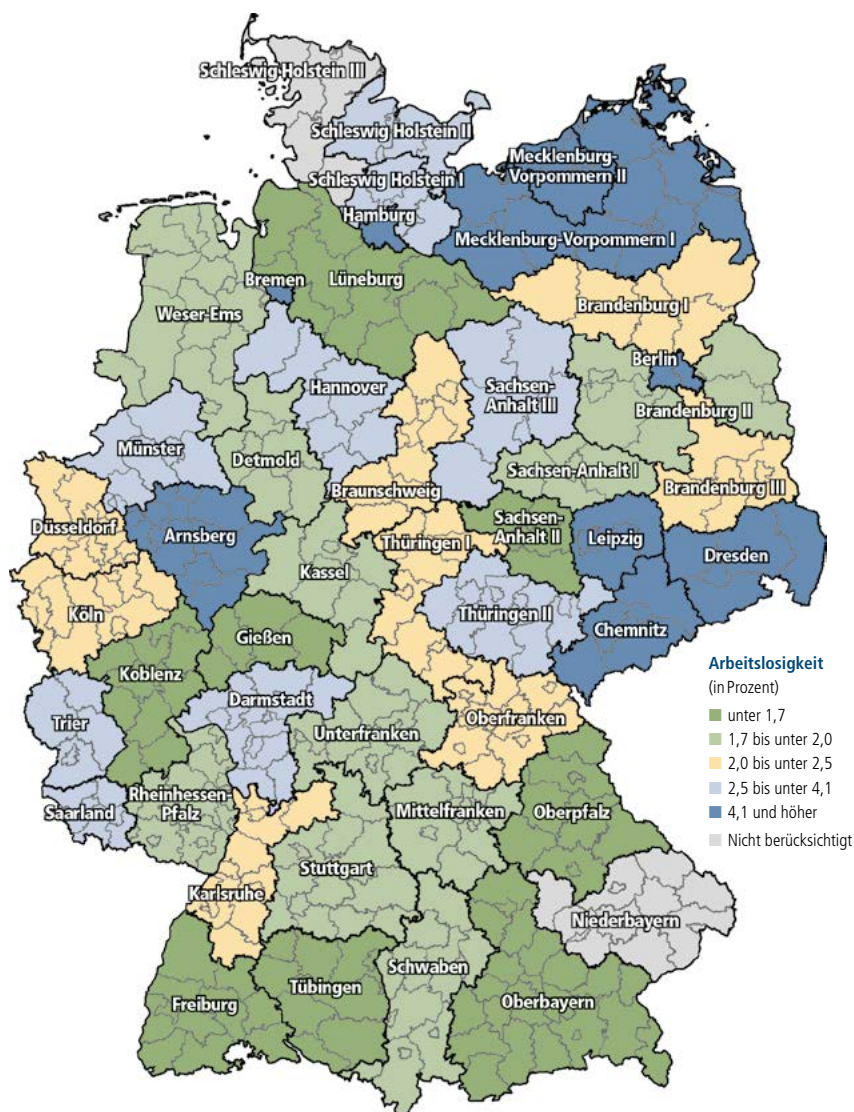 Schleswig-Holstein III
Schleswig Holstein II
Schleswig Holstein I
Hamburg
Mecklenburg-
Vorpommern II
Mecklenburg-Vorpommern I
Bremen
Lüneburg
Weser-Ems
Brandenburg I
Berlin
Brandenburg II
Hannover
Sachsen-
Anhalt III
Münster
Detmold
Braunschweig
Sachsen-Anhalt I
Brandenburg III
Düsseldorf
Arnsberg
Thüringen I
Sachsen-
Anhalt II
Leipzig
Dresden
Kassel
Köln
Gießen
Thüringen II
Chemnitz
Koblenz
Darmstadt
Trier
Unterfranken
Oberfranken
Saarland
Rheinhessen-
Pfalz
Mittelfranken
Oberpfalz
Stuttgart
Karlsruhe
Niederbayern
Schwaben
Tübingen
Freiburg
Oberbayern
Arbeitslosigkeit
(in Prozent)
unter 1,7
1,7 bis unter 2,0
2,0 bis unter 2,5
2,5 bis unter 4,1
4,1 und höher
Nicht berücksichtigt